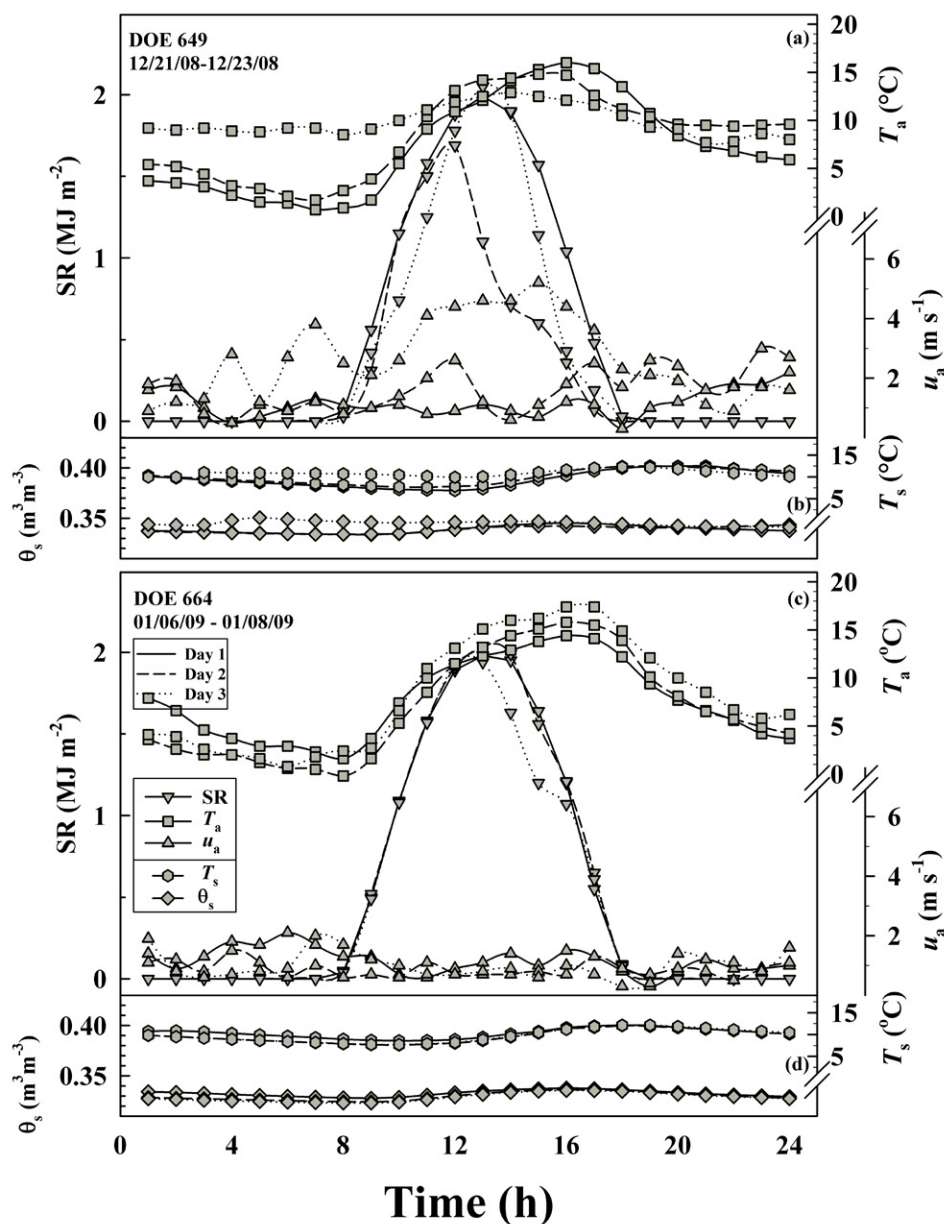 DOE 649
12/21/08-12/23/08
(a)
20
15
10
5
0
T_a (°C)
2
1
0
SR (MJ m⁻²)
6
4
2
u_a (m s⁻¹)
0.40
0.35
θ_s (m³ m⁻³)
(b)
15
5
T_s (°C)
DOE 664
01/06/09 - 01/08/09
(c)
Day 1
Day 2
Day 3
SR
T_a
u_a
T_s
θ_s
20
15
10
5
0
T_a (°C)
2
1
0
SR (MJ m⁻²)
6
4
2
u_a (m s⁻¹)
0.40
0.35
θ_s (m³ m⁻³)
(d)
15
5
T_s (°C)
0 4 8 12 16 20 24
Time (h)